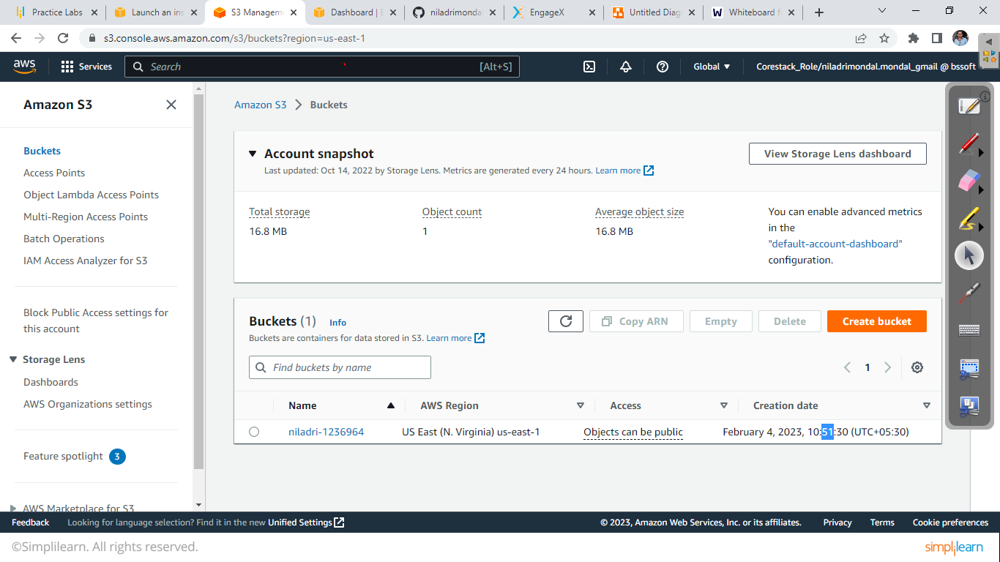 Practice Labs
Launch an ins
S3 Managem
Dashboard | E
niladrimondal
EngageX
Untitled Diag
Whiteboard f
s3.console.aws.amazon.com/s3/buckets?region=us-east-1
aws
Services
Search
[Alt+S]
Global
Corestack_Role/niladrimondal.mondal_gmail @ bssoft
Amazon S3
Buckets
Access Points
Object Lambda Access Points
Multi-Region Access Points
Batch Operations
IAM Access Analyzer for S3
Block Public Access settings for
this account
Storage Lens
Dashboards
AWS Organizations settings
Feature spotlight 3
AWS Marketplace for S3
Amazon S3 > Buckets
Account snapshot
Last updated: Oct 14, 2022 by Storage Lens. Metrics are generated every 24 hours. Learn more
View Storage Lens dashboard
Total storage
16.8 MB
Object count
1
Average object size
16.8 MB
You can enable advanced metrics
in the
"default-account-dashboard"
configuration.
Buckets (1) Info
Buckets are containers for data stored in S3. Learn more
Copy ARN
Empty
Delete
Create bucket
Find buckets by name
1
Name
AWS Region
Access
Creation date
niladri-1236964
US East (N. Virginia) us-east-1
Objects can be public
February 4, 2023, 10:51:30 (UTC+05:30)
Feedback
Looking for language selection? Find it in the new Unified Settings
© 2023, Amazon Web Services, Inc. or its affiliates.
Privacy
Terms
Cookie preferences
©Simplilearn. All rights reserved.
simplilearn